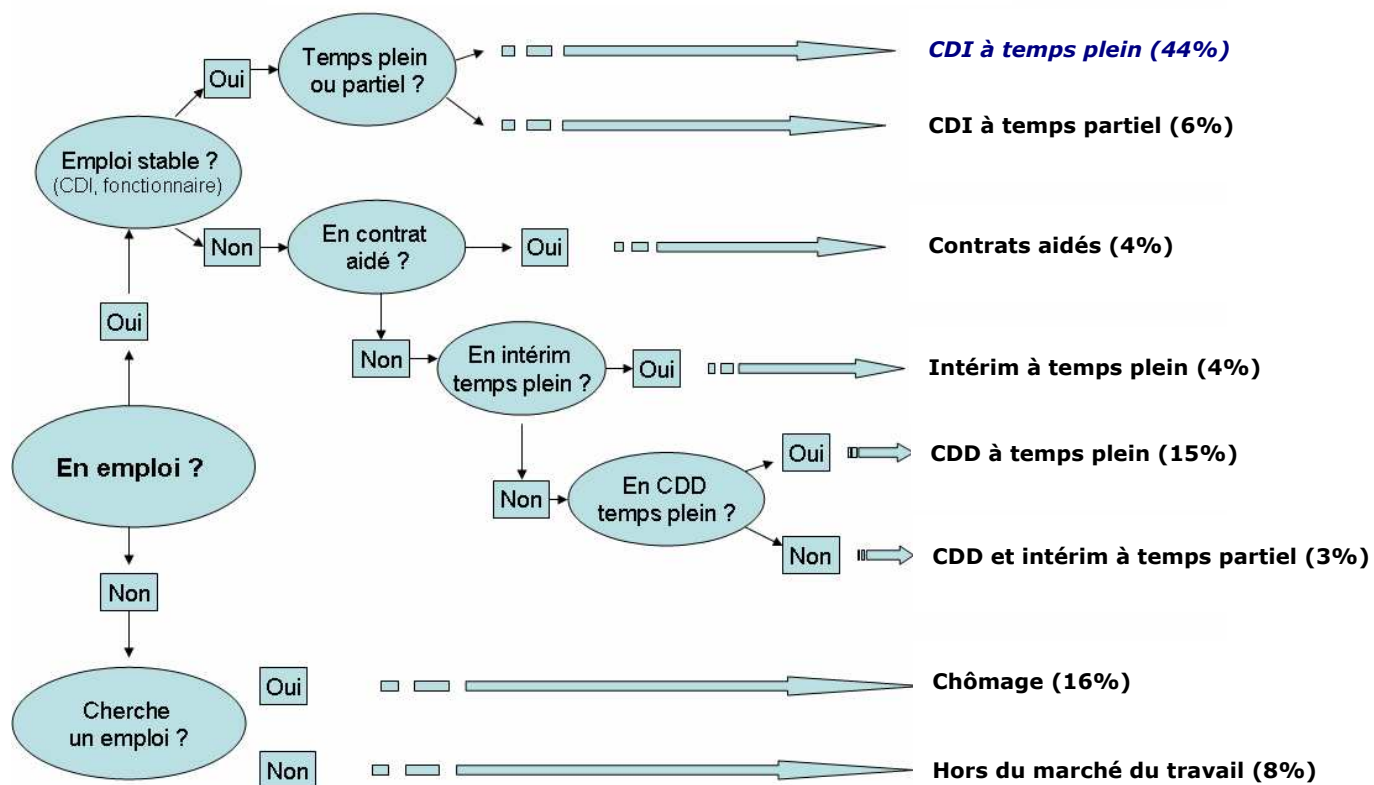 Temps plein
ou partiel ?
Oui
CDI à temps plein (44%)
CDI à temps partiel (6%)
Emploi stable ?
(CDI, fonctionnaire)
Non
En contrat
aidé ?
Oui
Contrats aidés (4%)
Oui
Non
En intérim
temps plein ?
Oui
Intérim à temps plein (4%)
En emploi ?
Non
En CDD
temps plein ?
Oui
CDD à temps plein (15%)
Non
CDD et intérim à temps partiel (3%)
Non
Cherche
un emploi ?
Oui
Chômage (16%)
Non
Hors du marché du travail (8%)